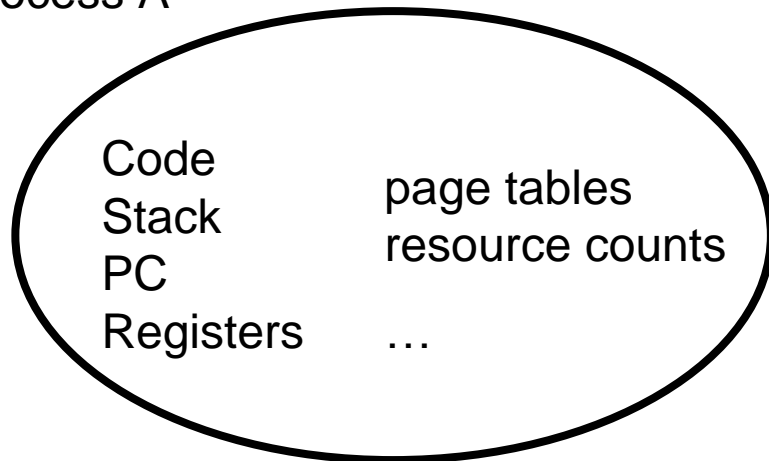 Code
Stack
PC
Registers
page tables
resource counts
…